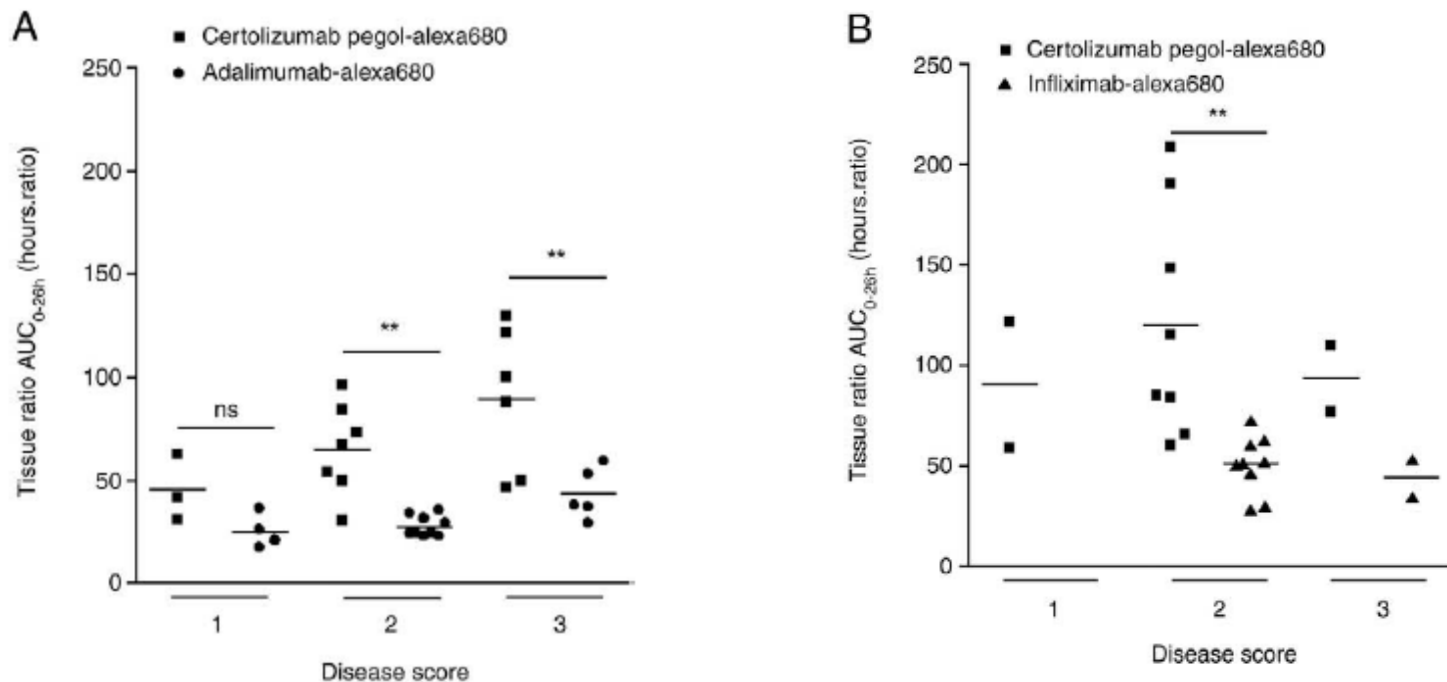 A
Certolizumab pegol-alexa680
Adalimumab-alexa680
250
200
150
100
50
0
Tissue ratio AUC0-26h (hours.ratio)
ns
**
**
1
2
3
Disease score
B
Certolizumab pegol-alexa680
Infliximab-alexa680
250
200
150
100
50
0
Tissue ratio AUC0-26h (hours.ratio)
**
1
2
3
Disease score